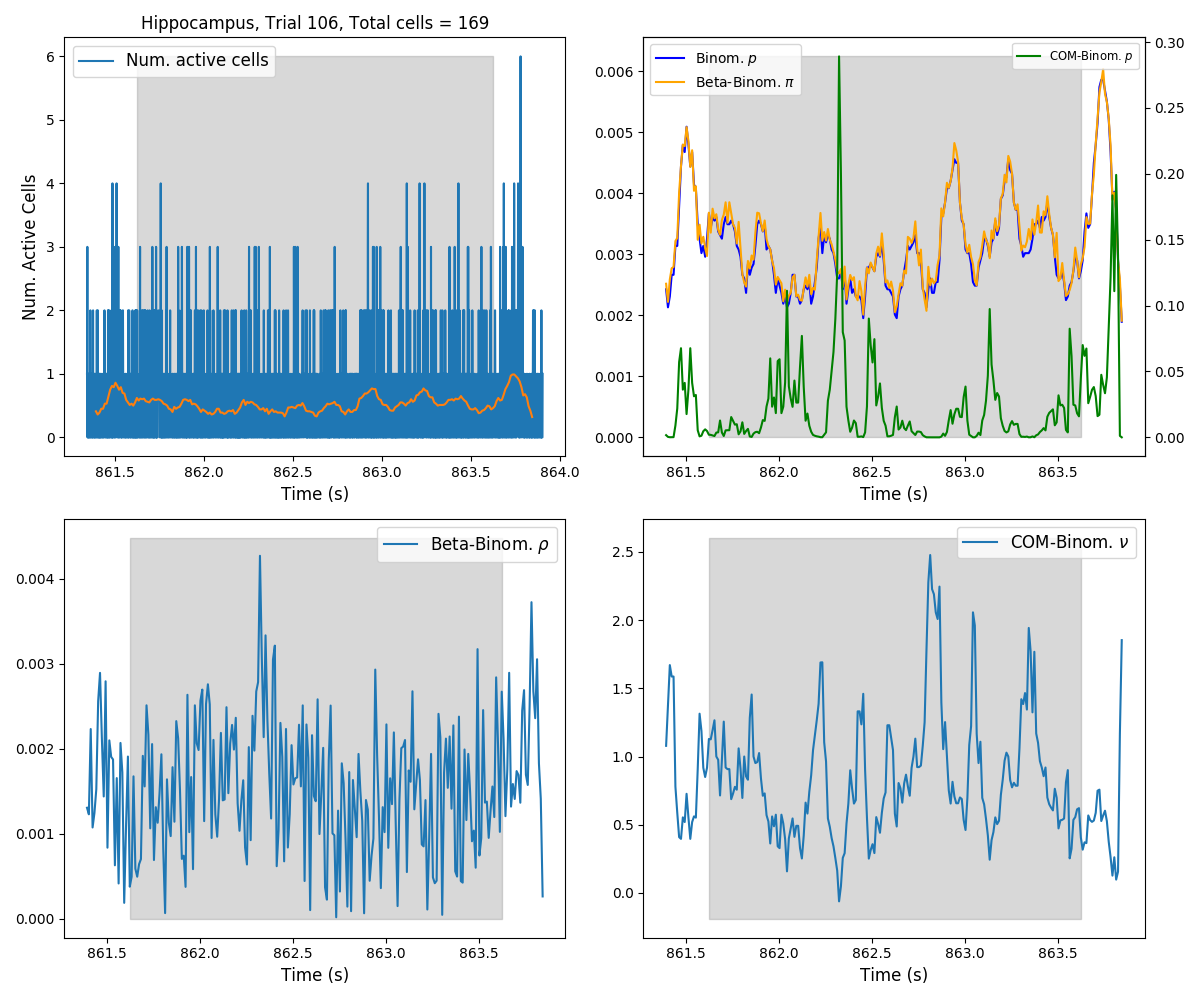 Hippocampus, Trial 106, Total cells = 169
Num. active cells
Num. Active Cells
6
5
4
3
2
1
0
861.5 862.0 862.5 863.0 863.5 864.0
Time (s)
Binom. p
Beta-Binom. π
COM-Binom. p
0.006
0.005
0.004
0.003
0.002
0.001
0.000
0.30
0.25
0.20
0.15
0.10
0.05
0.00
861.5 862.0 862.5 863.0 863.5
Time (s)
Beta-Binom. ρ
0.004
0.003
0.002
0.001
0.000
861.5 862.0 862.5 863.0 863.5
Time (s)
COM-Binom. ν
2.5
2.0
1.5
1.0
0.5
0.0
861.5 862.0 862.5 863.0 863.5
Time (s)